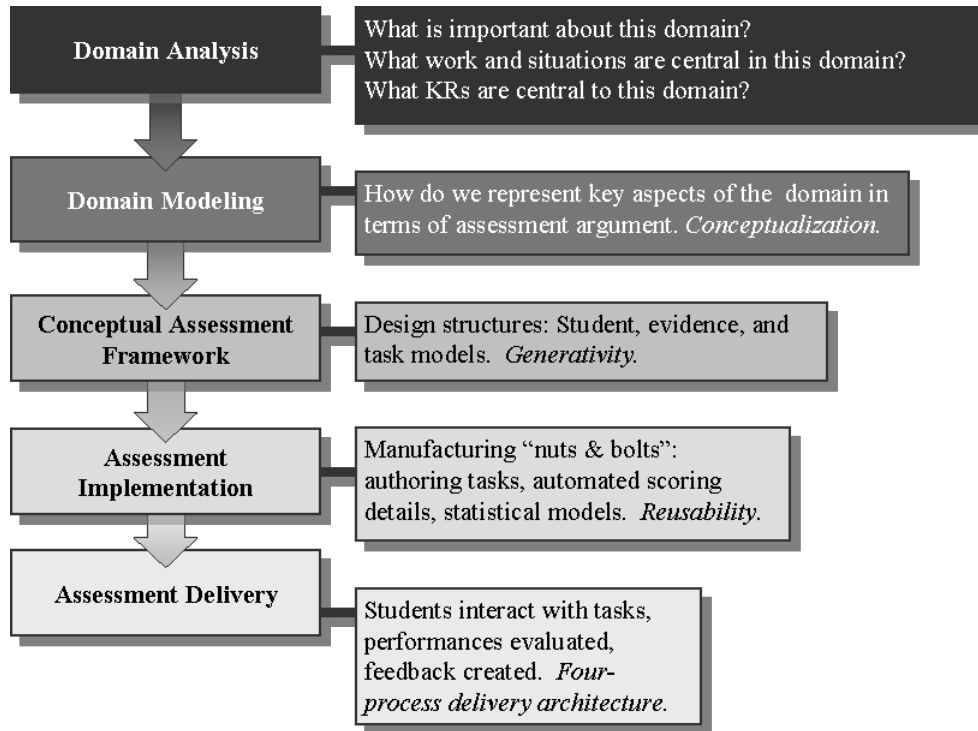 Domain Analysis
What is important about this domain?
What work and situations are central in this domain?
What KRs are central to this domain?
Domain Modeling
How do we represent key aspects of the domain in
terms of assessment argument. Conceptualization.
Conceptual Assessment
Framework
Design structures: Student, evidence, and
task models. Generativity.
Assessment
Implementation
Manufacturing “nuts & bolts”:
authoring tasks, automated scoring
details, statistical models. Reusability.
Assessment Delivery
Students interact with tasks,
performances evaluated,
feedback created. Four-
process delivery architecture.